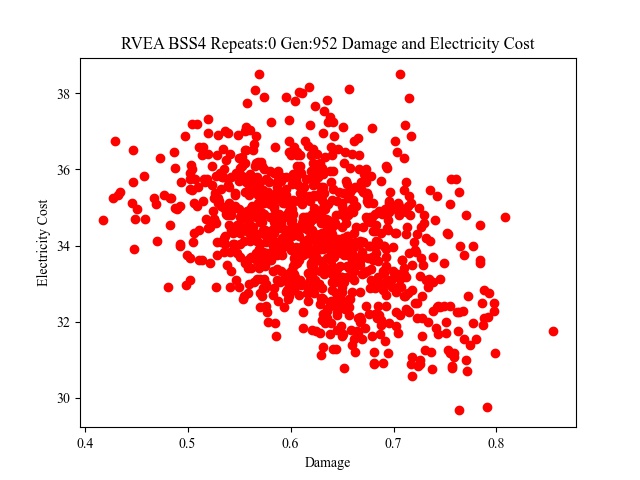 RVEA BSS4 Repeats:0 Gen:952 Damage and Electricity Cost
38
36
34
32
30
Electricity Cost
0.4 0.5 0.6 0.7 0.8
Damage